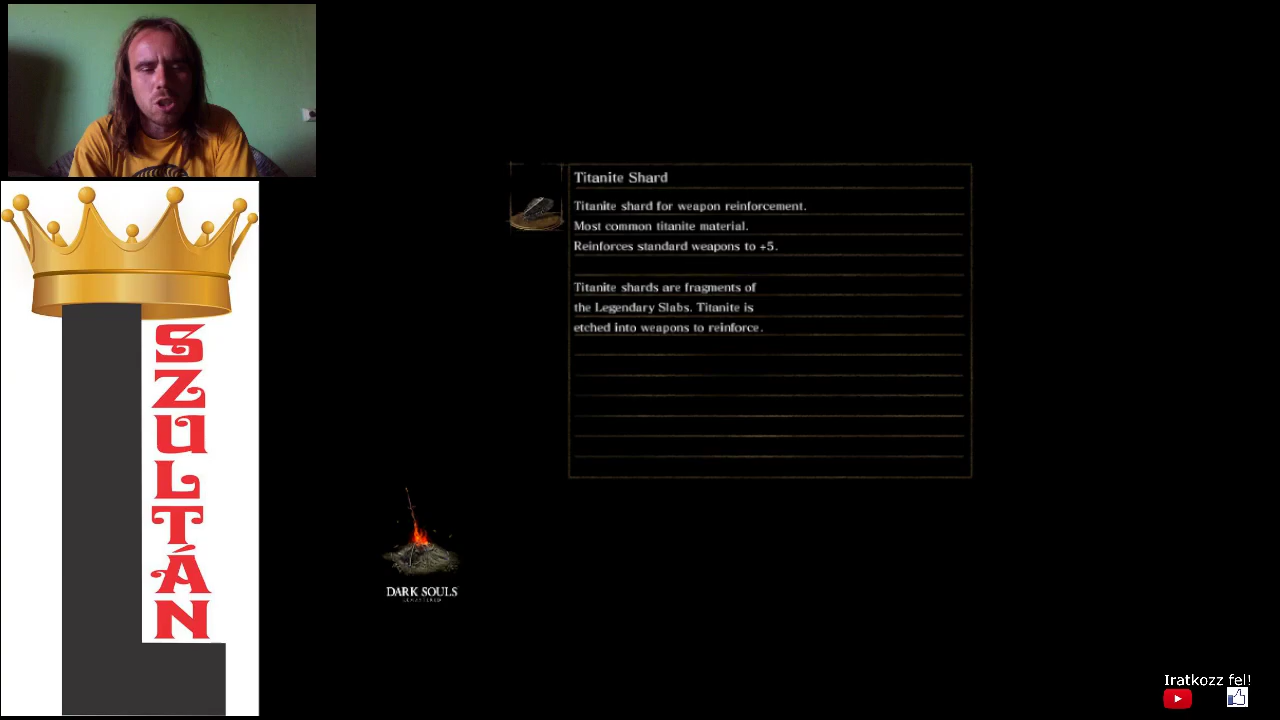 SZULTÁN
Titanite Shard
Titanite shard for weapon reinforcement.
Most common titanite material.
Reinforces standard weapons to +5.
Titanite shards are fragments of
the Legendary Slabs. Titanite is
etched into weapons to reinforce.
DARK SOULS
REMASTERED
Iratkozz fel!